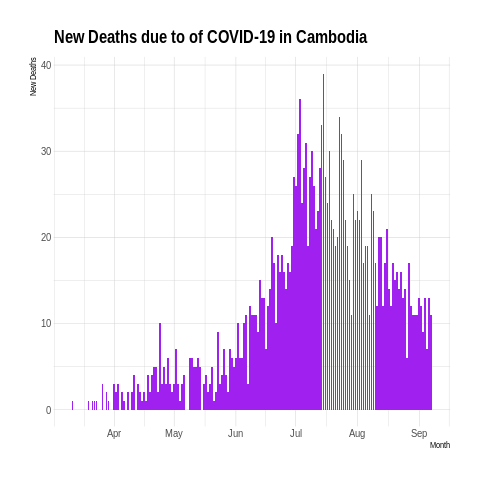 New Deaths due to of COVID-19 in Cambodia
New Deaths
40
30
20
10
0
Apr May Jun Jul Aug Sep
Month